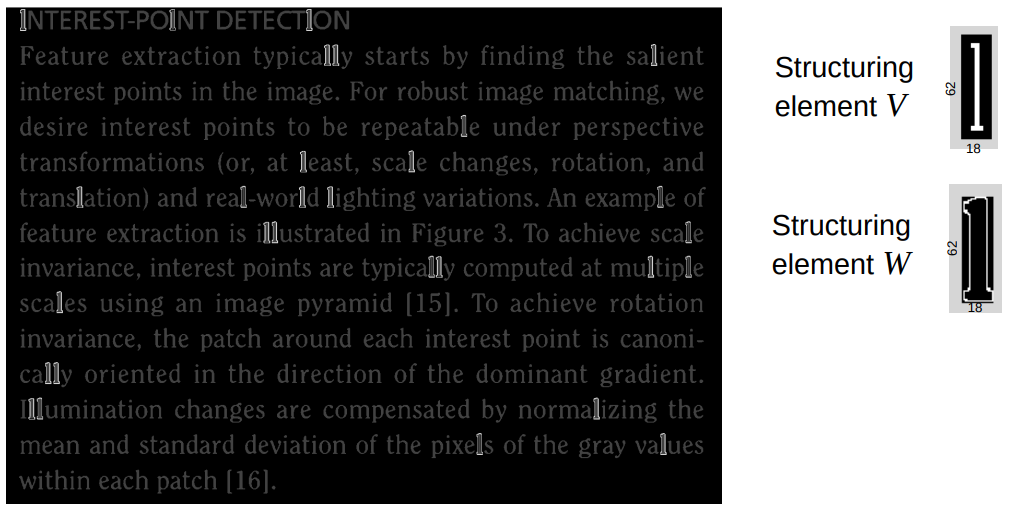 INTEREST-POINT DETECTION
Feature extraction typically starts by finding the salient
interest points in the image. For robust image matching, we
desire interest points to be repeatable under perspective
transformations (or, at least, scale changes, rotation, and
translation) and real-world lighting variations. An example of
feature extraction is illustrated in Figure 3. To achieve scale
invariance, interest points are typically computed at multiple
scales using an image pyramid [15]. To achieve rotation
invariance, the patch around each interest point is canoni-
cally oriented in the direction of the dominant gradient.
Illumination changes are compensated by normalizing the
mean and standard deviation of the pixels of the gray values
within each patch [16].
Structuring
element V
62
18
Structuring
element W
62
18